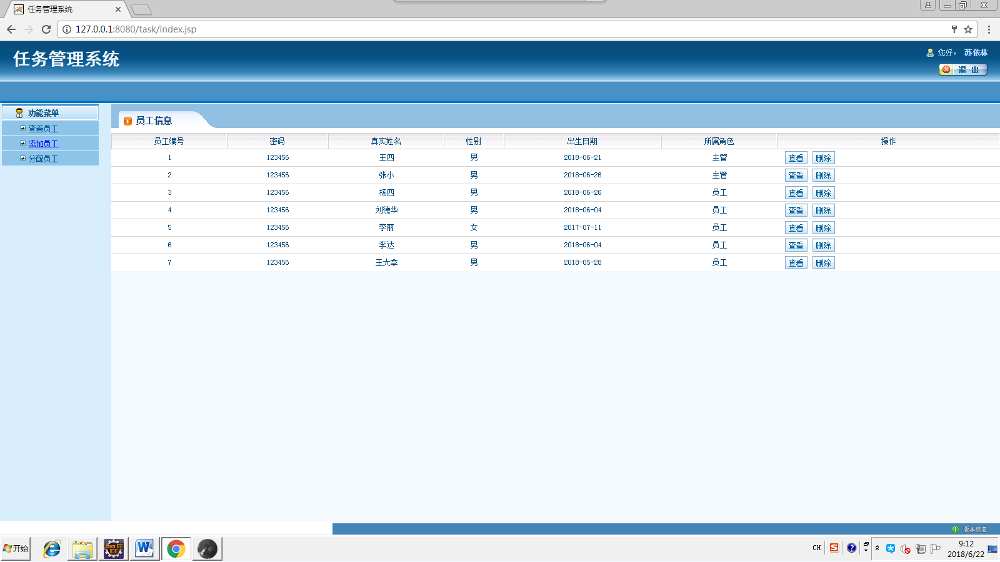 任务管理系统
127.0.0.1:8080/task/index.jsp
任务管理系统
您好， 苏依林
退 出
功能菜单
查看员工
添加员工
分配员工
员工信息
员工编号 密码 真实姓名 性别 出生日期 所属角色 操作
1 123456 王四 男 2018-06-21 主管 查看 删除
2 123456 张小 男 2018-06-26 主管 查看 删除
3 123456 杨四 男 2018-06-26 员工 查看 删除
4 123456 刘德华 男 2018-06-04 员工 查看 删除
5 123456 李丽 女 2017-07-11 员工 查看 删除
6 123456 李达 男 2018-06-04 员工 查看 删除
7 123456 王大拿 男 2018-05-28 员工 查看 删除
版本信息
开始
Java EE
IDE
W
CH
S
9:12
2018/6/22